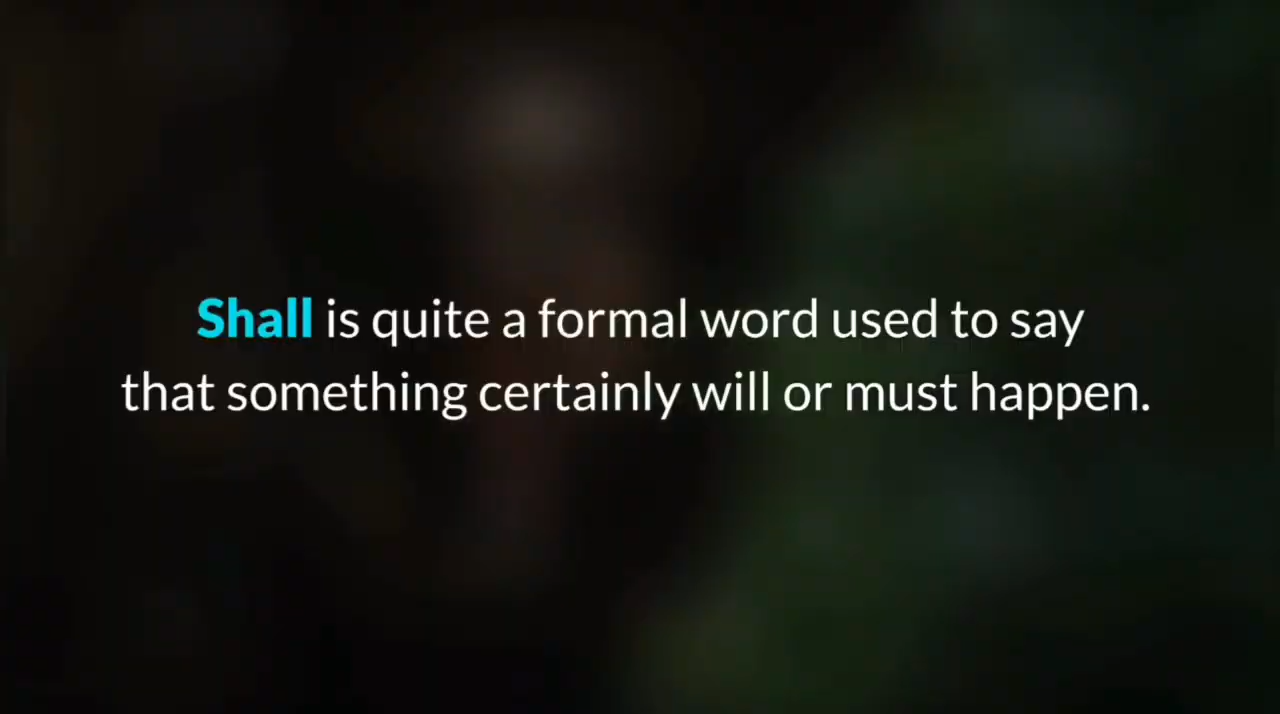 Shall is quite a formal word used to say
that something certainly will or must happen.